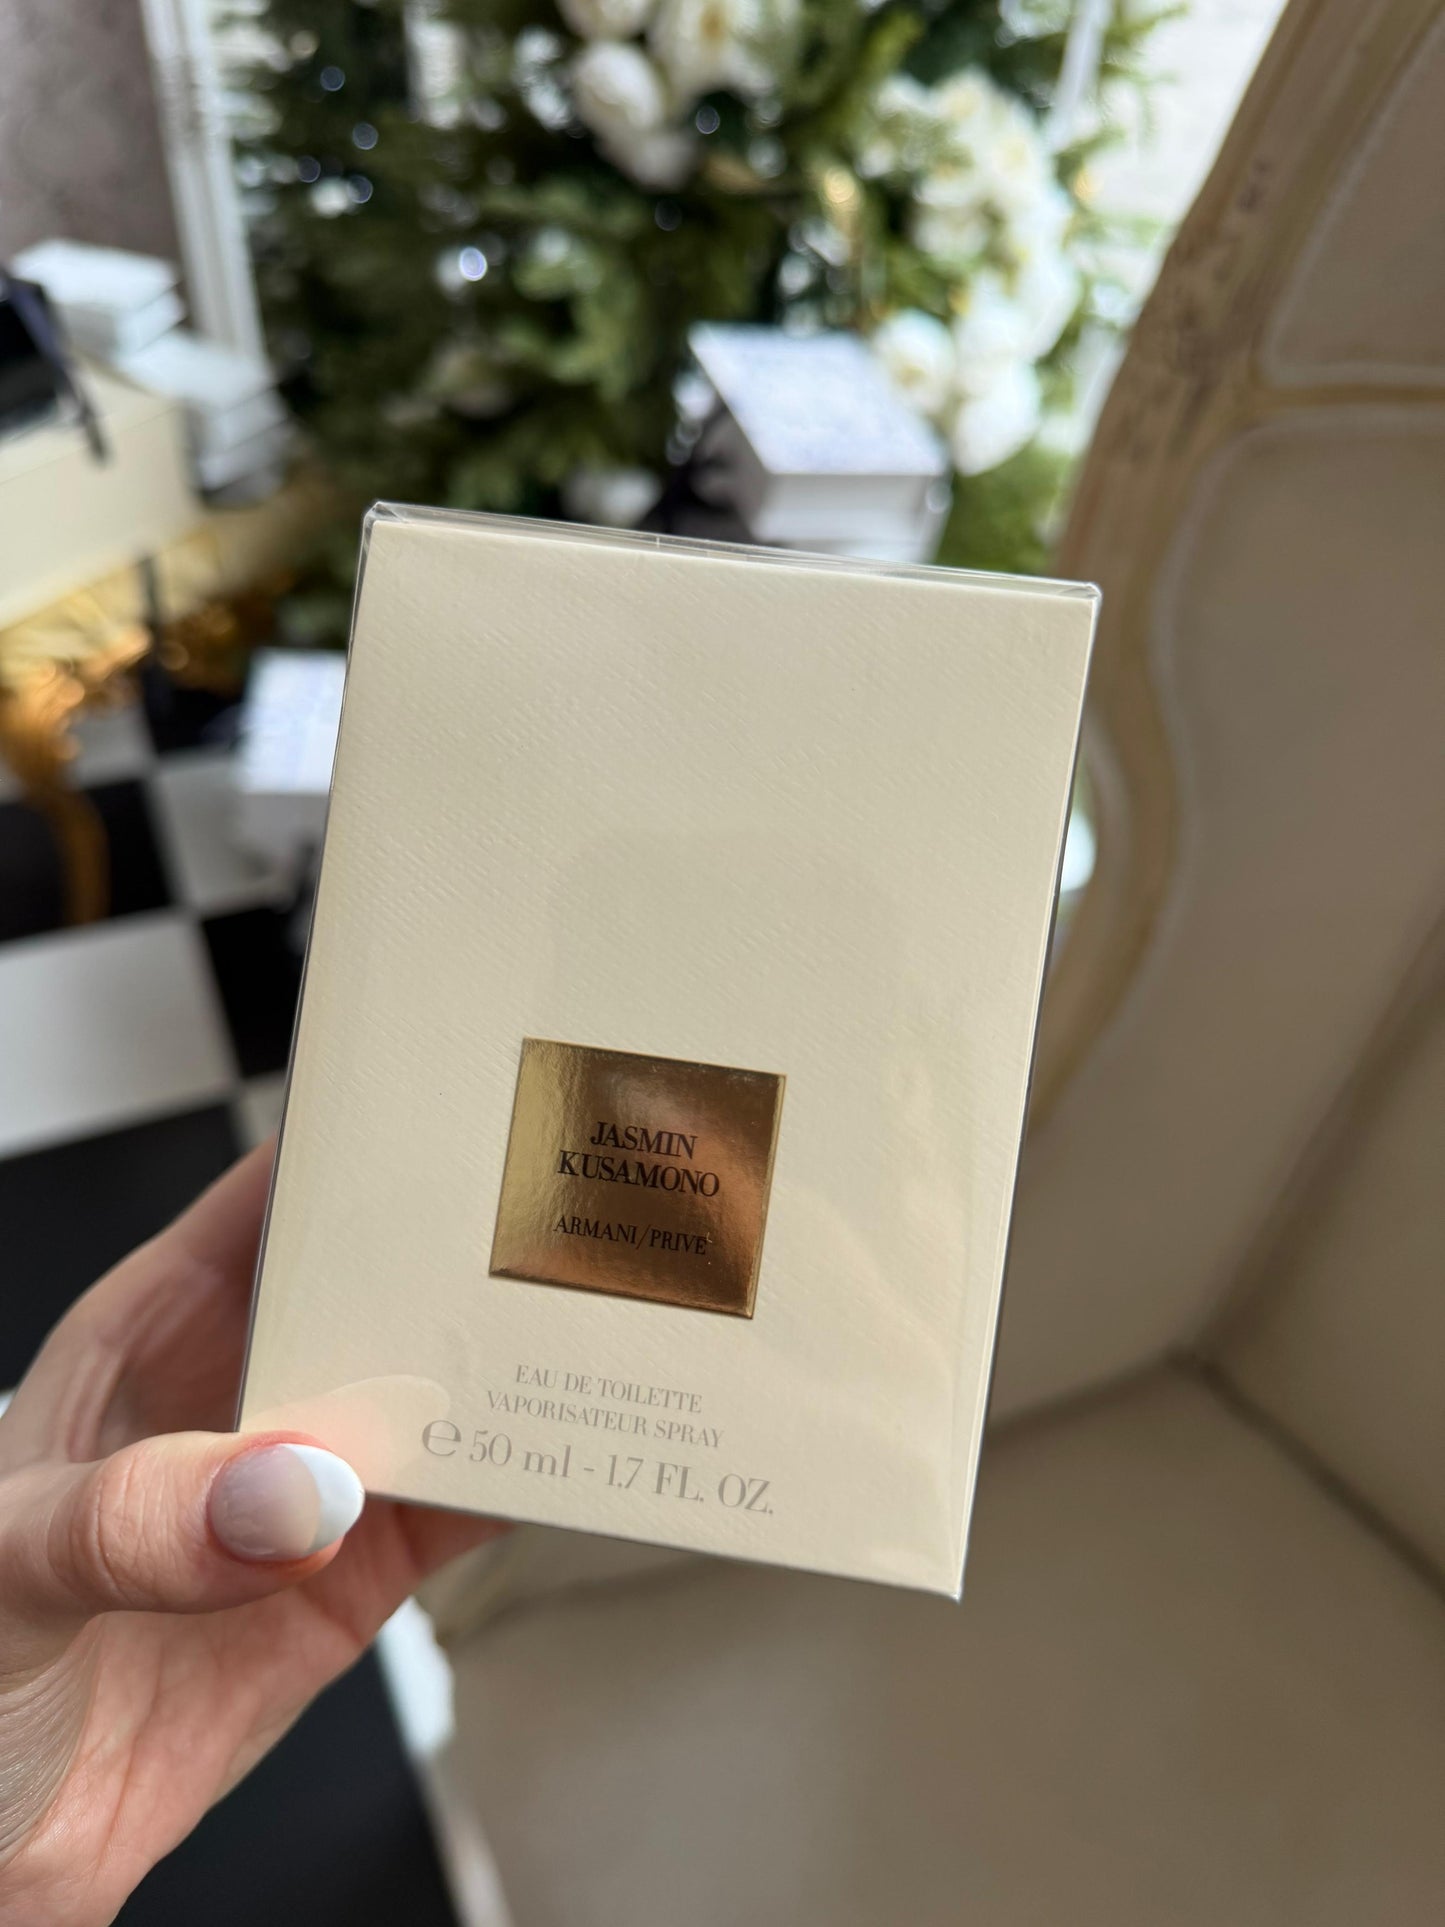 JASMIN
KUSAMONO
ARMANI/PRIVÉ
EAU DE TOILETTE
VAPORISATEUR SPRAY
℮ 50 ml - 1.7 FL. OZ.